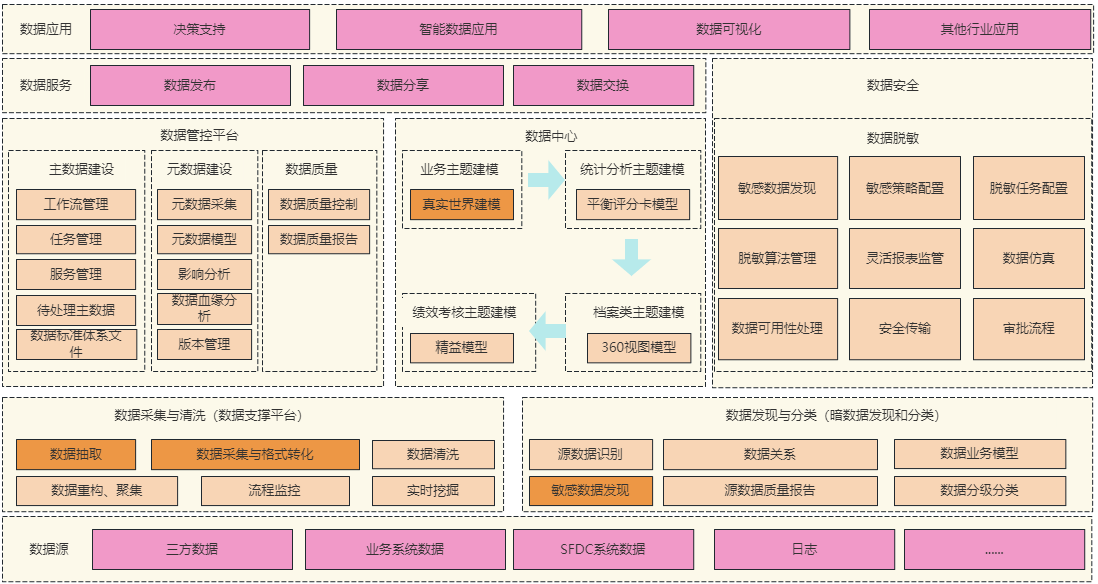 数据应用
决策支持
智能数据应用
数据可视化
其他行业应用
数据服务
数据发布
数据分享
数据交换
数据管控平台
主数据建设
工作流管理
任务管理
服务管理
待处理主数据
数据标准体系文
件
元数据建设
元数据采集
元数据模型
影响分析
数据血缘分
析
版本管理
数据质量
数据质量控制
数据质量报告
数据中心
业务主题建模
真实世界建模
统计分析主题建模
平衡评分卡模型
绩效考核主题建模
精益模型
档案类主题建模
360视图模型
数据安全
数据脱敏
敏感数据发现
敏感策略配置
脱敏任务配置
脱敏算法管理
灵活报表监管
数据仿真
数据可用性处理
安全传输
审批流程
数据采集与清洗（数据支撑平台）
数据抽取
数据采集与格式转化
数据清洗
数据重构、聚集
流程监控
实时挖掘
数据发现与分类（暗数据发现和分类）
源数据识别
数据关系
数据业务模型
敏感数据发现
源数据质量报告
数据分级分类
数据源
三方数据
业务系统数据
SFDC系统数据
日志
......